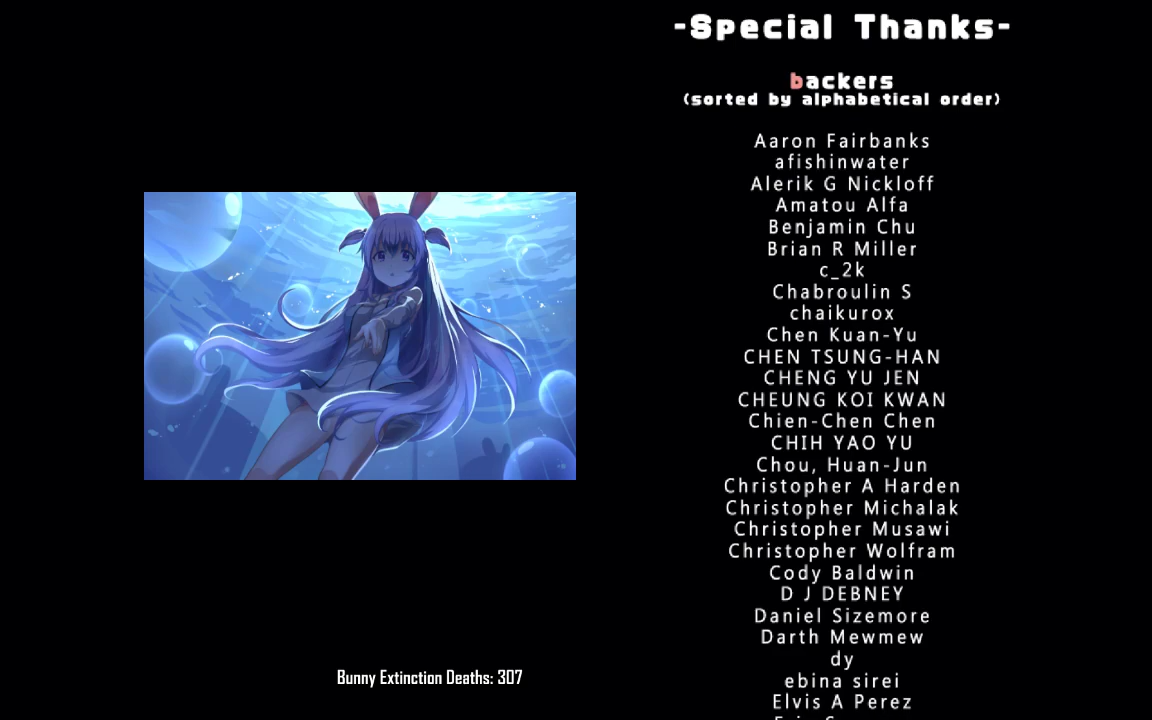 -Special Thanks-
backers
(sorted by alphabetical order)
Aaron Fairbanks
afishinwater
Alerik G Nickloff
Amatou Alfa
Benjamin Chu
Brian R Miller
c_2k
Chabroulin S
chaikurox
Chen Kuan-Yu
CHEN TSUNG-HAN
CHENG YU JEN
CHEUNG KOI KWAN
Chien-Chen Chen
CHIH YAO YU
Chou, Huan-Jun
Christopher A Harden
Christopher Michalak
Christopher Musawi
Christopher Wolfram
Cody Baldwin
D J DEBNEY
Daniel Sizemore
Darth Mewmew
dy
ebina sirei
Elvis A Perez
Bunny Extinction Deaths: 307